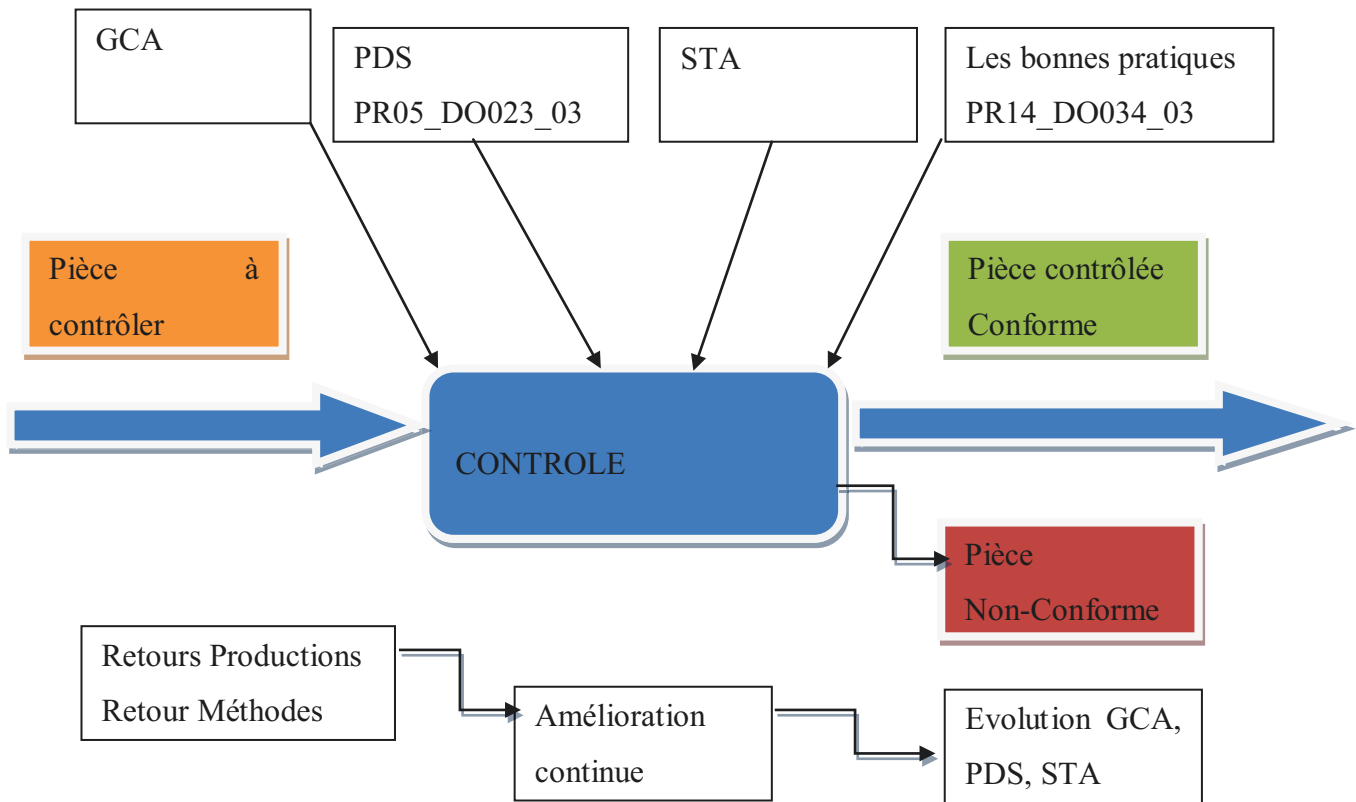 GCA
PDS
PR05_DO023_03
STA
Les bonnes pratiques
PR14_DO034_03
Pièce à
contrôler
Pièce contrôlée
Conforme
CONTROLE
Pièce
Non-Conforme
Retours Productions
Retour Méthodes
Amélioration
continue
Evolution GCA,
PDS, STA